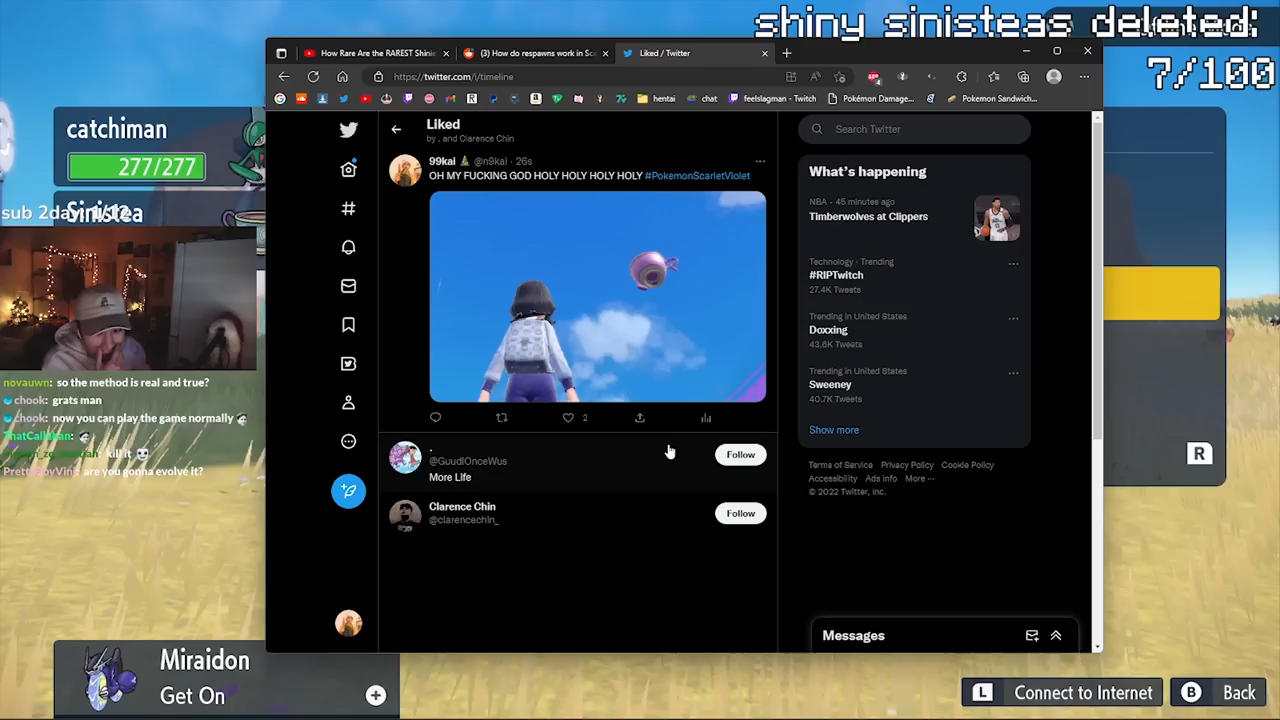 shiny sinisteas deleted:
7/100
catchiman
277/277
Sinistea
sub 2day: 1/12
novauwn: so the method is real and true?
chook: grats man
chook: now you can play the game normally
ThatCallahan:
kill it
PrettyBoyVin: are you gonna evolve it?
How Rare Are the RAREST Shini
(3) How do respawns work in Sca
Liked / Twitter
https://twitter.com/i/timeline
hentai
chat
feelslagman - Twitch
Pokémon Damage...
Pokemon Sandwich...
Liked
by . and Clarence Chin
99kai @n9kai · 26s
OH MY FUCKING GOD HOLY HOLY HOLY HOLY #PokemonScarletViolet
2
.
@GuudIOnceWus
More Life
Follow
Clarence Chin
@clarencechin_
Follow
Search Twitter
What's happening
NBA · 45 minutes ago
Timberwolves at Clippers
Technology · Trending
#RIPTwitch
27.4K Tweets
Trending in United States
Doxxing
43.6K Tweets
Trending in United States
Sweeney
40.7K Tweets
Show more
Terms of Service Privacy Policy Cookie Policy
Accessibility Ads info More ···
© 2022 Twitter, Inc.
Messages
R
Miraidon
Get On
L Connect to Internet
B Back